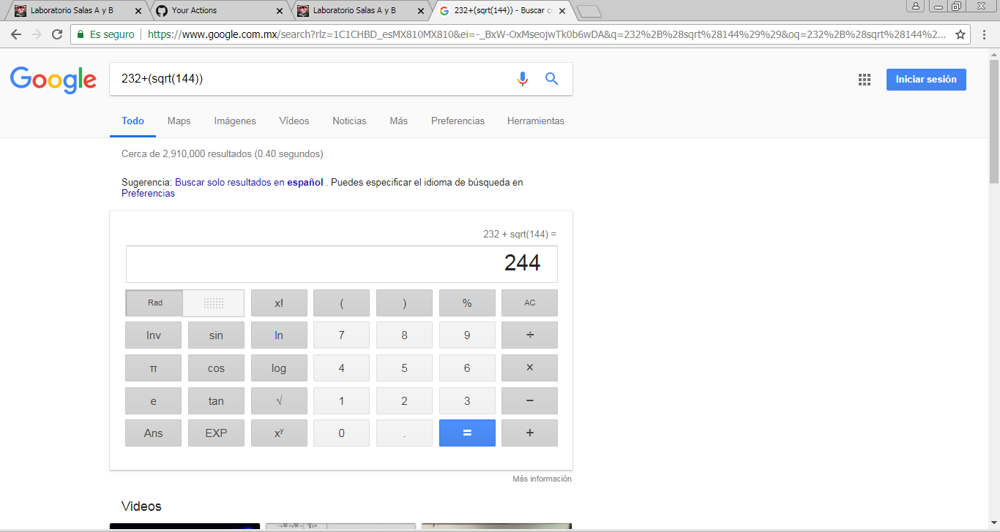 Laboratorio Salas A y B
Your Actions
Laboratorio Salas A y B
232+(sqrt(144)) - Buscar c
Es seguro
https://www.google.com.mx/search?rlz=1C1CHBD_esMX810MX810&ei=-_BxW-OxMseojwTk0b6wDA&q=232%2B%28sqrt%28144%29%29&oq=232%2B%28sqrt%28144%2...
Google
232+(sqrt(144))
Iniciar sesión
Todo Maps Imágenes Vídeos Noticias Más Preferencias Herramientas
Cerca de 2,910,000 resultados (0.40 segundos)
Sugerencia: Buscar solo resultados en español . Puedes especificar el idioma de búsqueda en
Preferencias
232 + sqrt(144) =
244
Rad x! ( ) % AC
Inv sin ln 7 8 9 ÷
π cos log 4 5 6 ×
e tan √ 1 2 3 −
Ans EXP xʸ 0 . = +
Más información
Videos